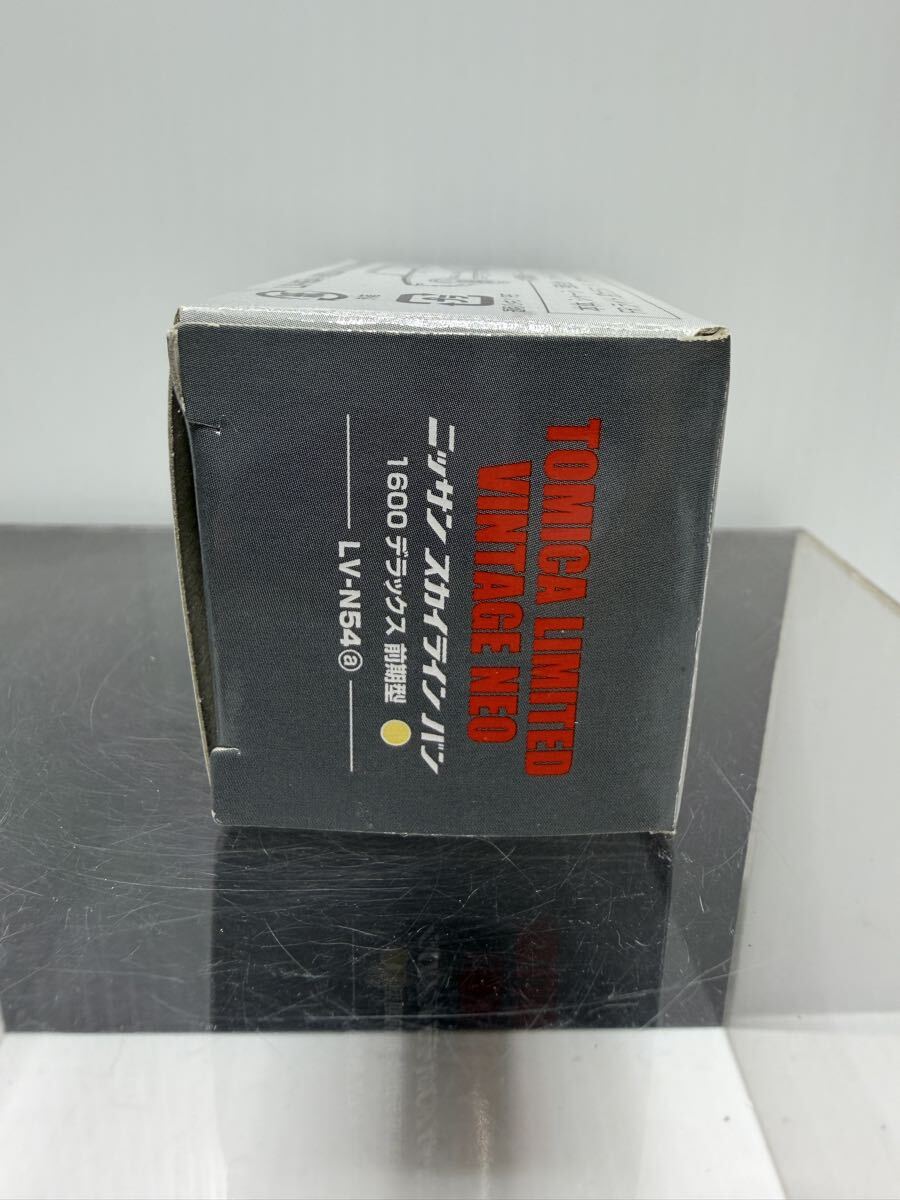 TOMICA LIMITED
VINTAGE NEO
ニッサン スカイライン バン
1600 デラックス 前期型
LV-N54ⓐ